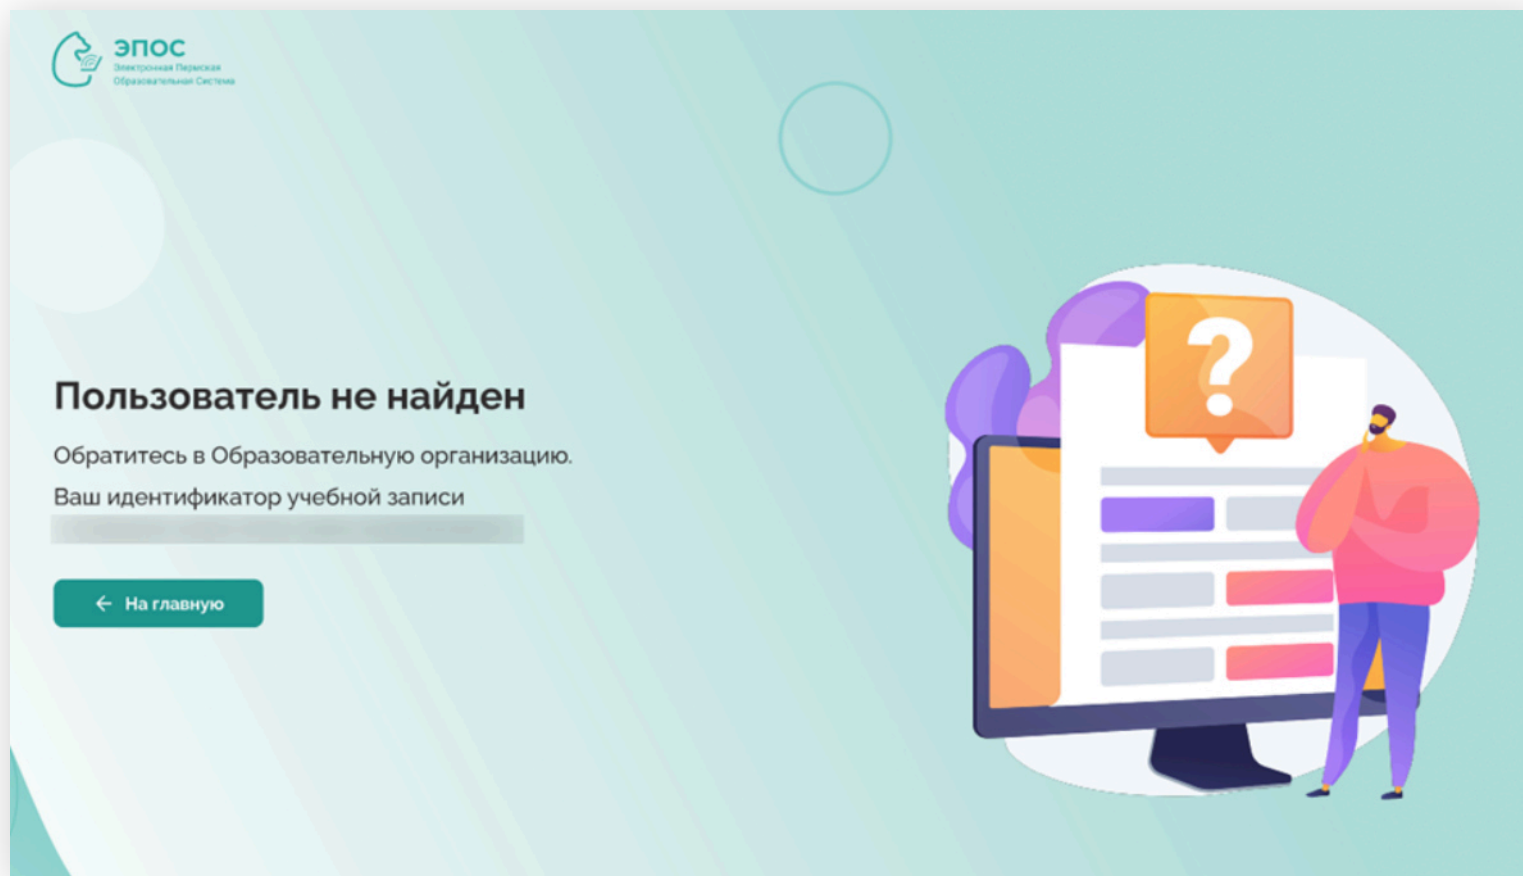 ЭПОС
Электронная Пермская
Образовательная Система
?
Пользователь не найден
Обратитесь в Образовательную организацию.
Ваш идентификатор учебной записи
← На главную